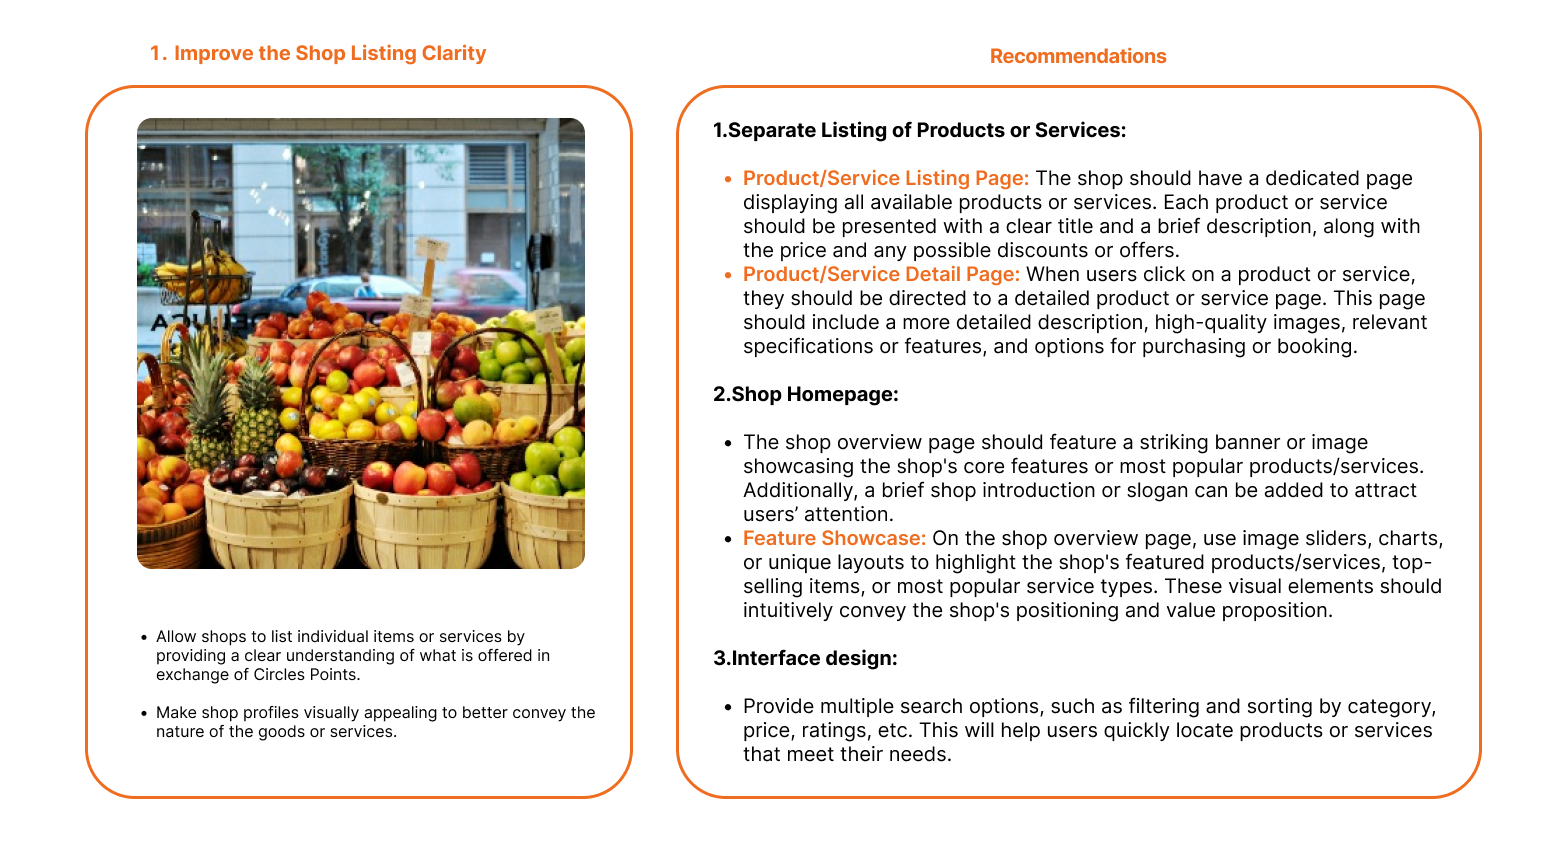 1. Improve the Shop Listing Clarity
Allow shops to list individual items or services by
providing a clear understanding of what is offered in
exchange of Circles Points.
Make shop profiles visually appealing to better convey the
nature of the goods or services.
Recommendations
1.Separate Listing of Products or Services:
• Product/Service Listing Page: The shop should have a dedicated page
displaying all available products or services. Each product or service
should be presented with a clear title and a brief description, along with
the price and any possible discounts or offers.
• Product/Service Detail Page: When users click on a product or service,
they should be directed to a detailed product or service page. This page
should include a more detailed description, high-quality images, relevant
specifications or features, and options for purchasing or booking.
2.Shop Homepage:
• The shop overview page should feature a striking banner or image
showcasing the shop's core features or most popular products/services.
Additionally, a brief shop introduction or slogan can be added to attract
users’ attention.
• Feature Showcase: On the shop overview page, use image sliders, charts,
or unique layouts to highlight the shop's featured products/services, top-
selling items, or most popular service types. These visual elements should
intuitively convey the shop's positioning and value proposition.
3.Interface design:
• Provide multiple search options, such as filtering and sorting by category,
price, ratings, etc. This will help users quickly locate products or services
that meet their needs.